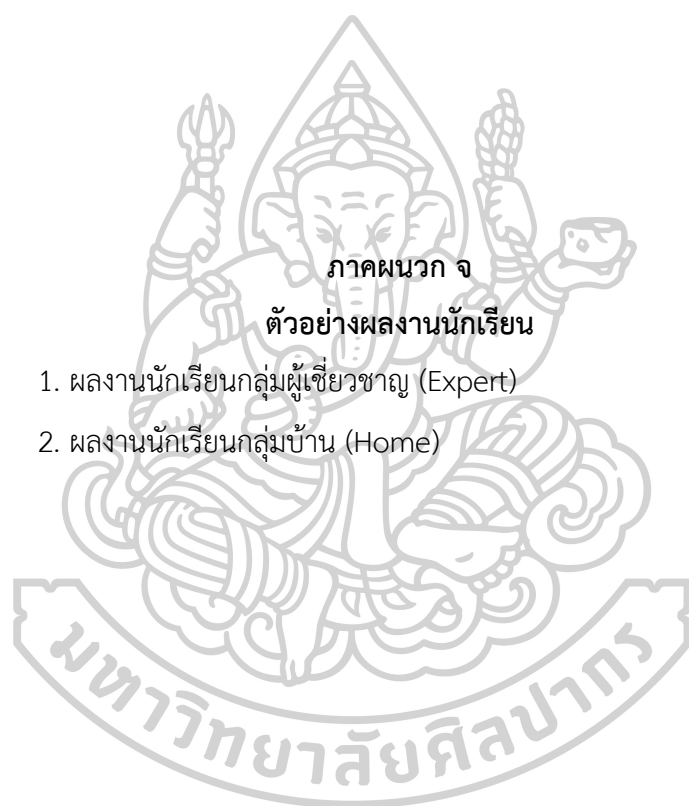 ภาคผนวก จ
ตัวอย่างผลงานนักเรียน
1. ผลงานนักเรียนกลุ่มผู้เชี่ยวชาญ (Expert)
2. ผลงานนักเรียนกลุ่มบ้าน (Home)
มหาวิทยาลัยศิลปากร